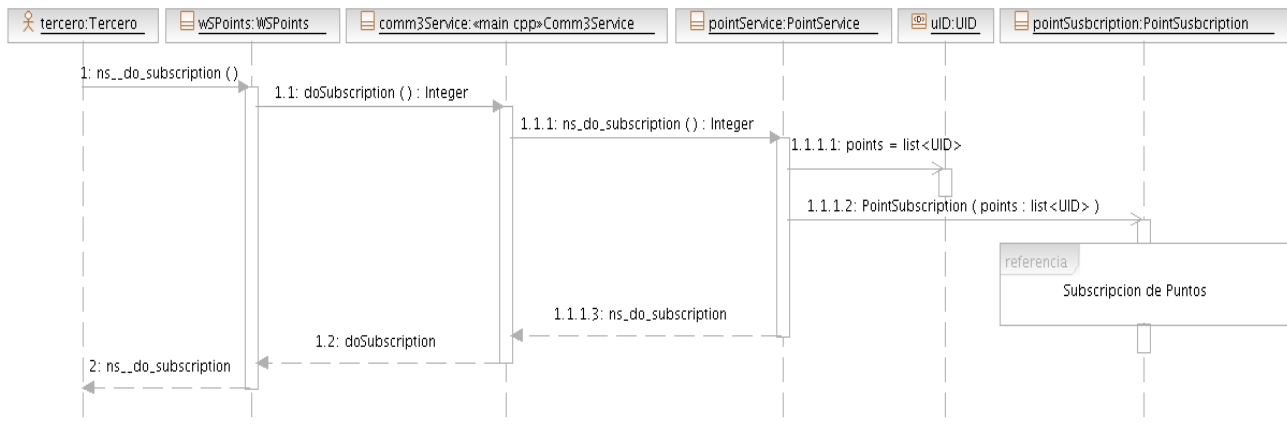 tercero:Tercero
wSPoints:WSPoints
comm3Service:«main cpp»Comm3Service
pointService:PointService
uID:UID
pointSusbcription:PointSusbcription
1: ns__do_subscription ( )
1.1: doSubscription ( ) : Integer
1.1.1: ns_do_subscription ( ) : Integer
1.1.1.1: points = list<UID>
1.1.1.2: PointSubscription ( points : list<UID> )
referencia
Subscripcion de Puntos
1.1.1.3: ns_do_subscription
1.2: doSubscription
2: ns__do_subscription